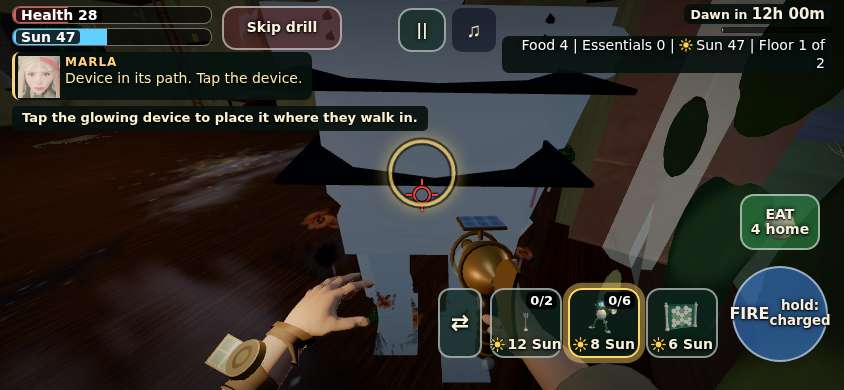 Health 28
Sun 47
Skip drill
Dawn in 12h 00m
Food 4 | Essentials 0 | ☀ Sun 47 | Floor 1 of
2
MARLA
Device in its path. Tap the device.
Tap the glowing device to place it where they walk in.
EAT
4 home
0/2
☀ 12 Sun
0/6
☀ 8 Sun
☀ 6 Sun
FIRE
hold:
charged